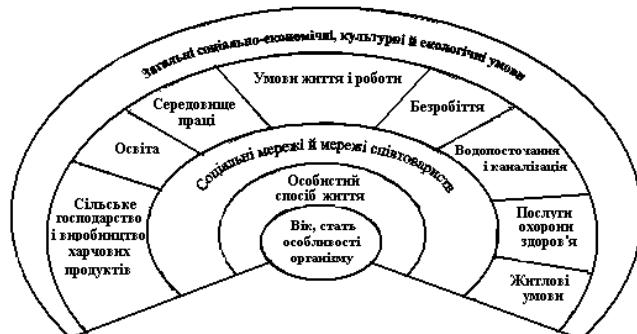 Загальні соціально-економічні, культурні й екологічні умови
Умови життя і роботи
Середовище
праці
Безробіття
Освіта
Водопосточання
і каналізація
Соціальні мережі й мережі співтовариств
Особистий
спосіб життя
Сільське
господарство
і виробництво
харчових
продуктів
Вік, стать
особливості
організму
Послуги
охорони
здоров'я
Житлові
умови